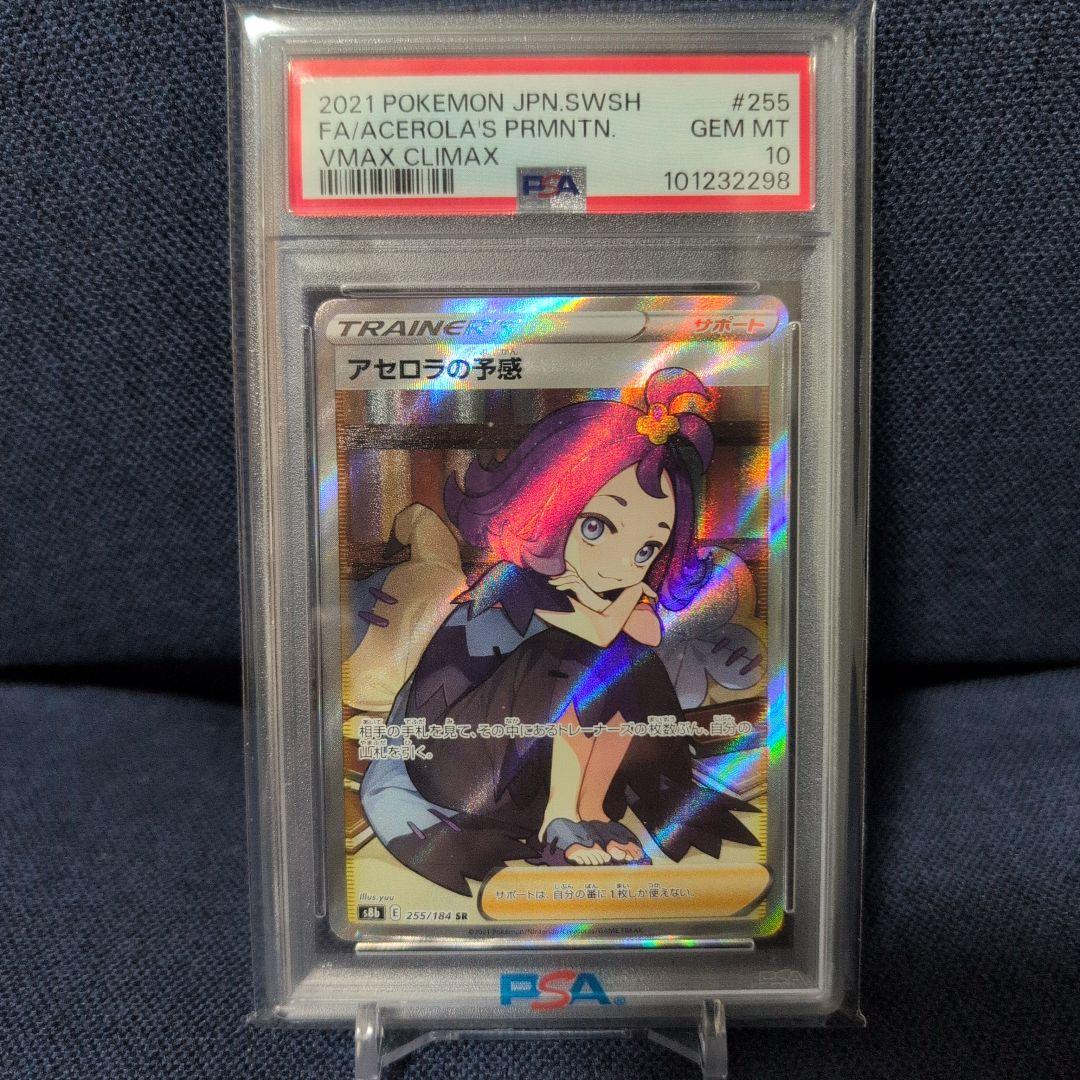 2021 POKEMON JPN.SWSH #255
FA/ACEROLA'S PRMNTN. GEM MT
VMAX CLIMAX 10
PSA 101232298
TRAINER サポート
アセロラの予感
相手の手札を見て、その中にあるトレーナーズの枚数ぶん、自分の
山札を引く。
サポートは、自分の番に1枚しか使えない。
Illus.yuu
s8b E 255/184 SR
©2021 Pokémon/Nintendo/Creatures/GAME FREAK
PSA®